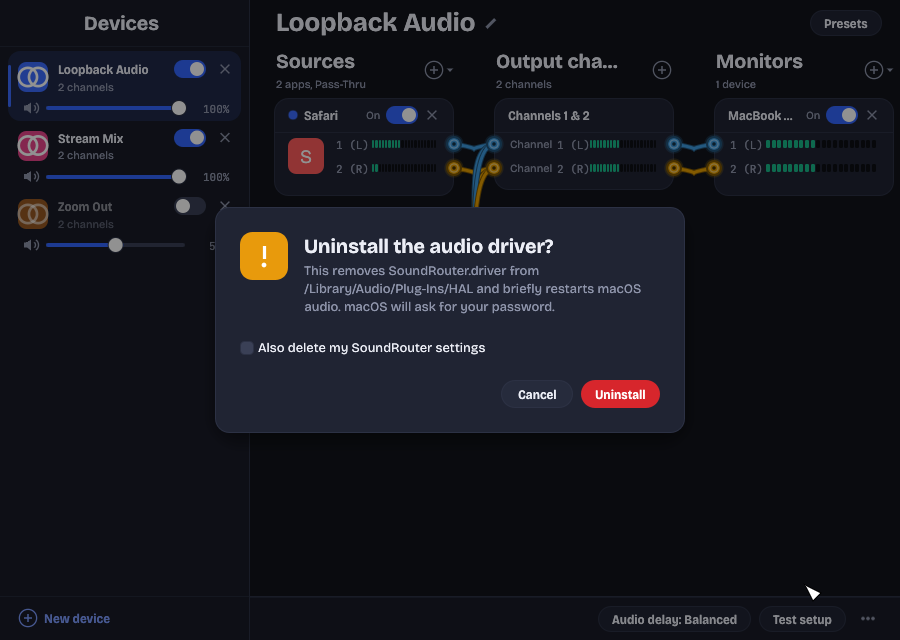 Devices
Loopback Audio
2 channels
100%
Stream Mix
2 channels
100%
Zoom Out
2 channels
New device
Loopback Audio
Presets
Sources
2 apps, Pass-Thru
Output cha...
2 channels
Monitors
1 device
Safari
On
S
1 (L)
2 (R)
Channels 1 & 2
Channel 1 (L)
Channel 2 (R)
MacBook ...
On
1 (L)
2 (R)
!
Uninstall the audio driver?
This removes SoundRouter.driver from
/Library/Audio/Plug-Ins/HAL and briefly restarts macOS
audio. macOS will ask for your password.
Also delete my SoundRouter settings
Cancel
Uninstall
Audio delay: Balanced
Test setup